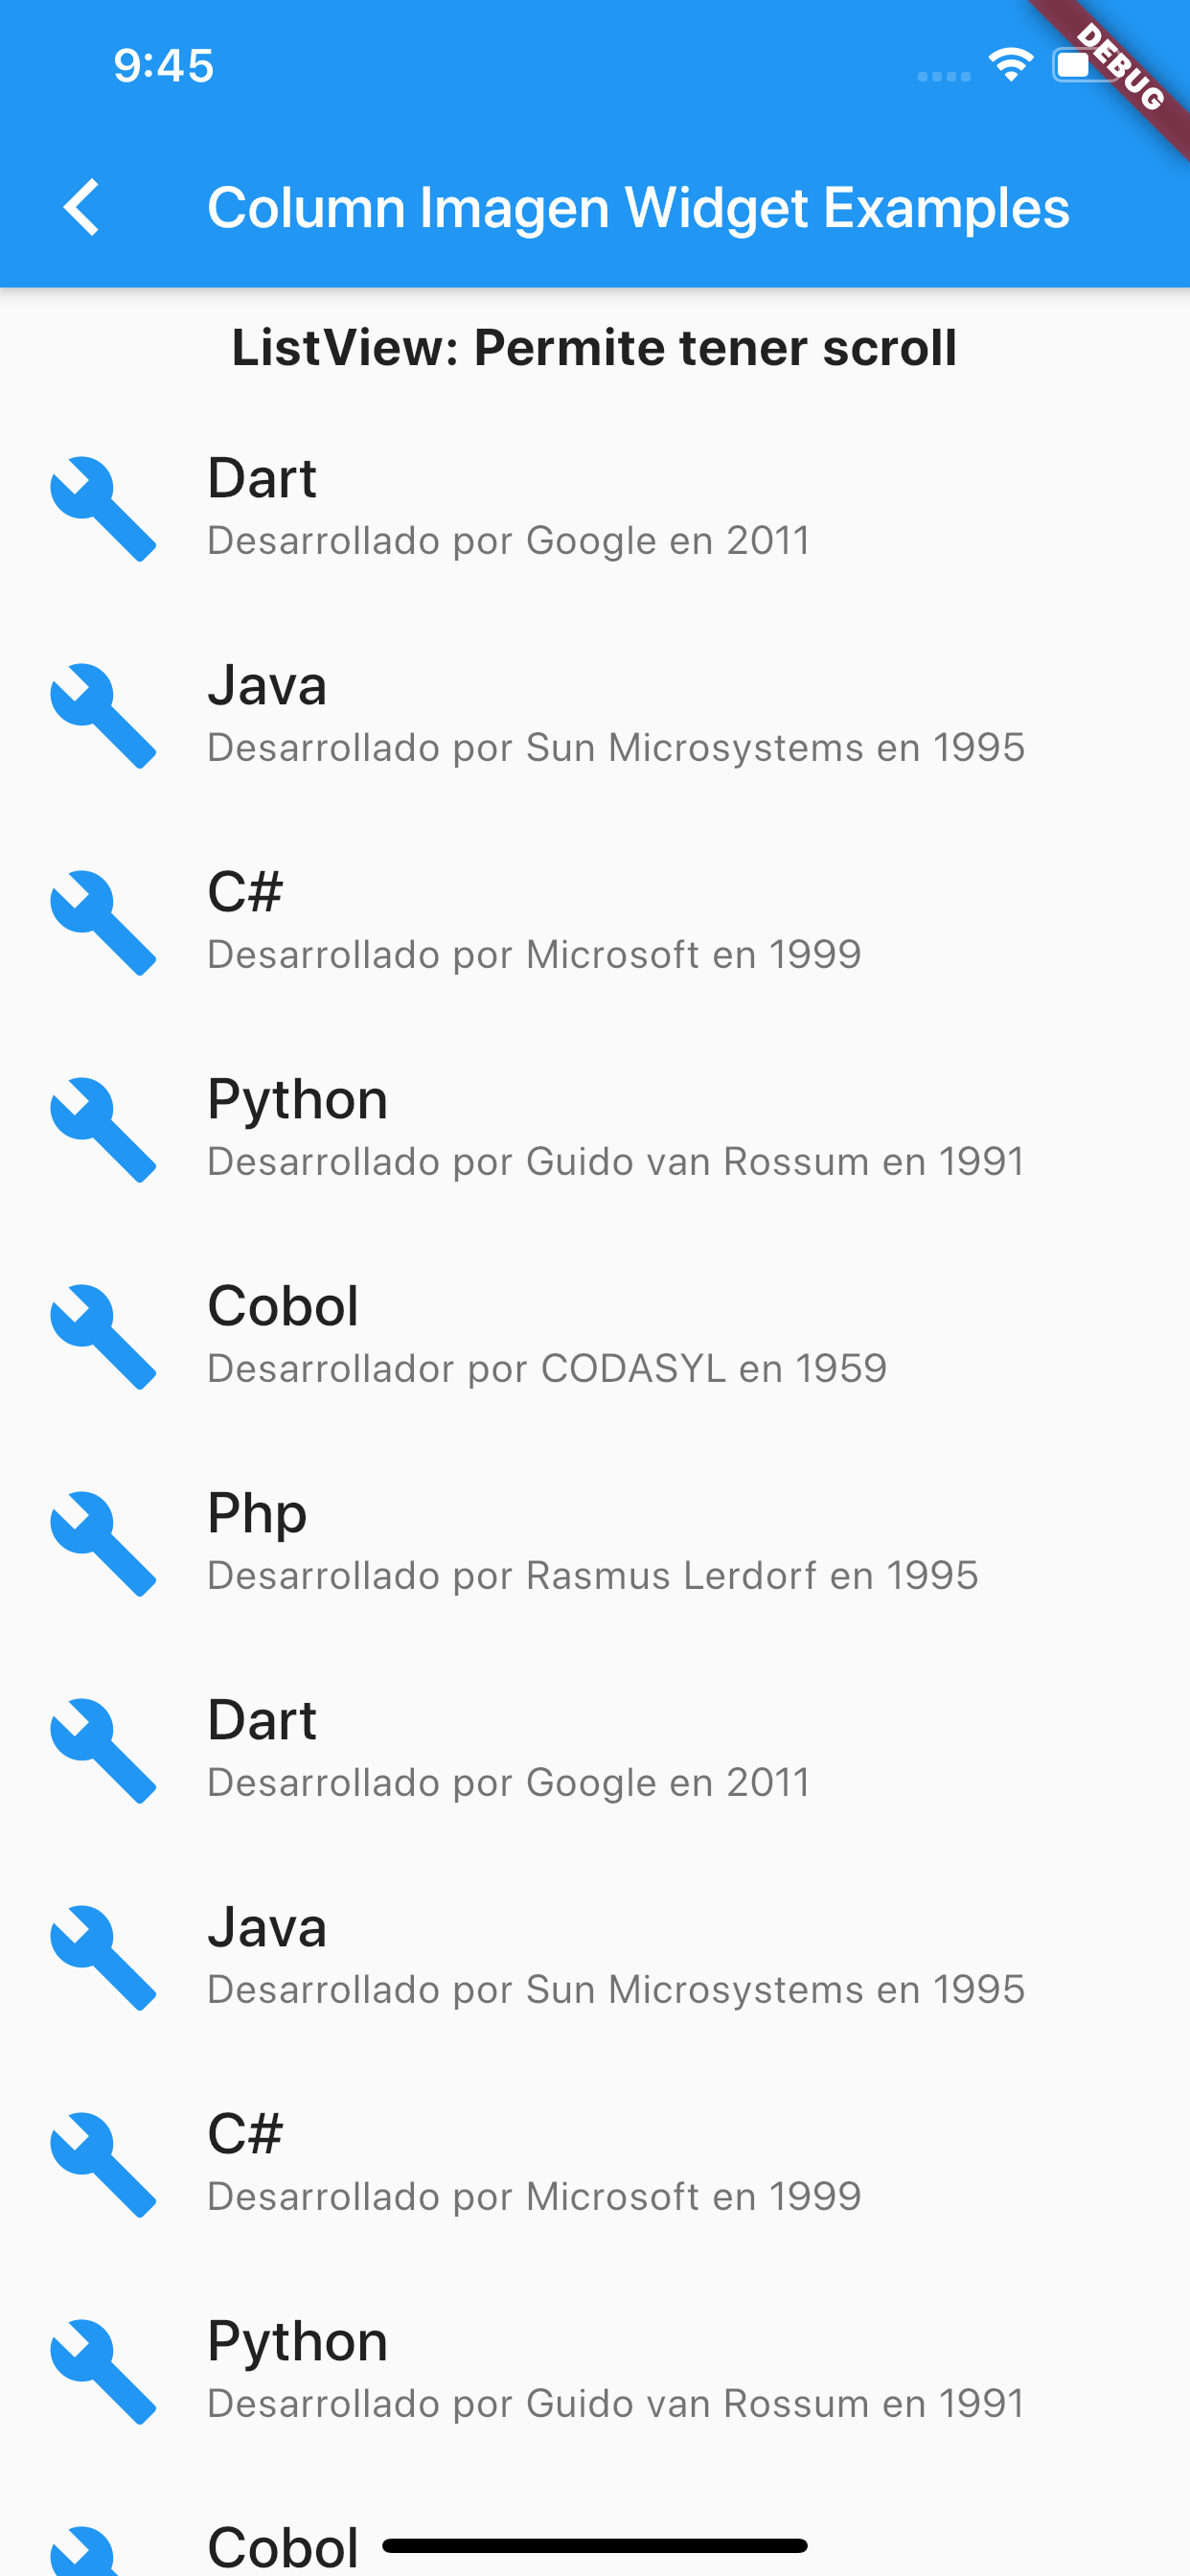 9:45
DEBUG
Column Imagen Widget Examples
ListView: Permite tener scroll
Dart
Desarrollado por Google en 2011
Java
Desarrollado por Sun Microsystems en 1995
C#
Desarrollado por Microsoft en 1999
Python
Desarrollado por Guido van Rossum en 1991
Cobol
Desarrollador por CODASYL en 1959
Php
Desarrollado por Rasmus Lerdorf en 1995
Dart
Desarrollado por Google en 2011
Java
Desarrollado por Sun Microsystems en 1995
C#
Desarrollado por Microsoft en 1999
Python
Desarrollado por Guido van Rossum en 1991
Cobol